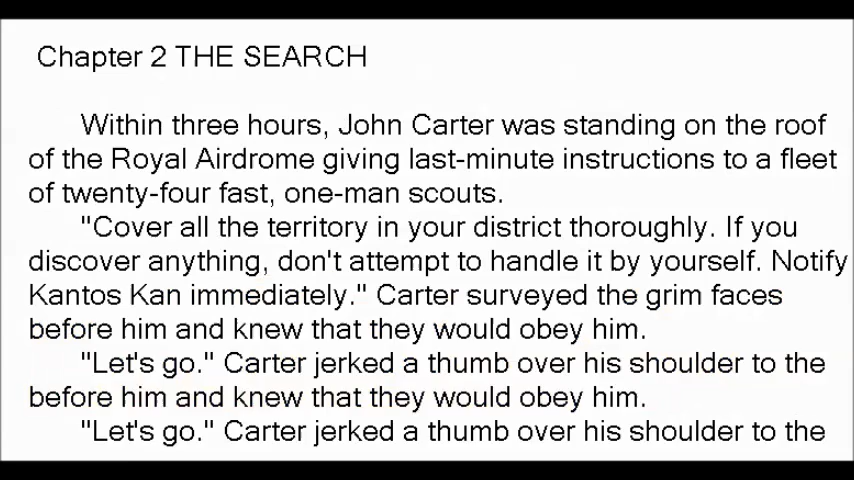 Chapter 2 THE SEARCH
Within three hours, John Carter was standing on the roof
of the Royal Airdrome giving last-minute instructions to a fleet
of twenty-four fast, one-man scouts.
"Cover all the territory in your district thoroughly. If you
discover anything, don't attempt to handle it by yourself. Notify
Kantos Kan immediately." Carter surveyed the grim faces
before him and knew that they would obey him.
"Let's go." Carter jerked a thumb over his shoulder to the
before him and knew that they would obey him.
"Let's go." Carter jerked a thumb over his shoulder to the